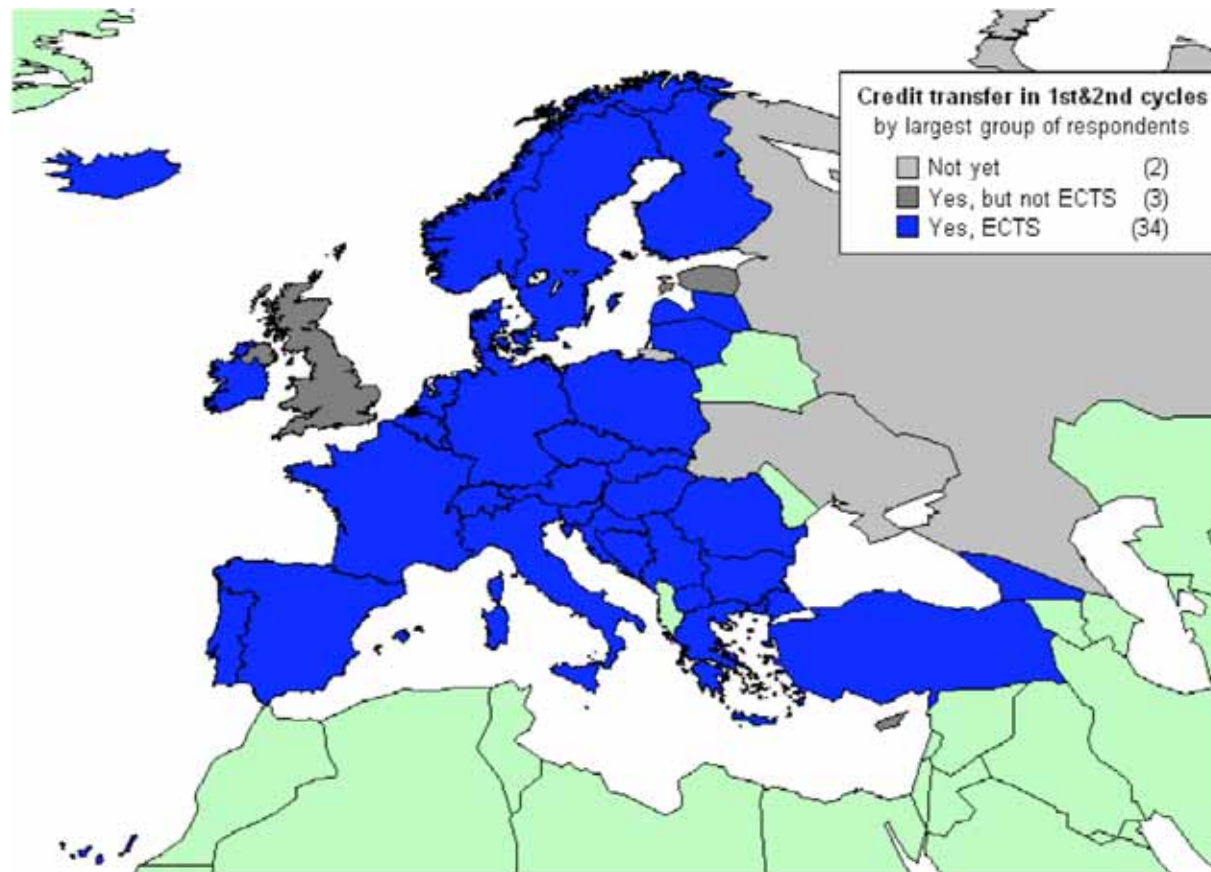 Credit transfer in 1st&2nd cycles
by largest group of respondents
Not yet (2)
Yes, but not ECTS (3)
Yes, ECTS (34)